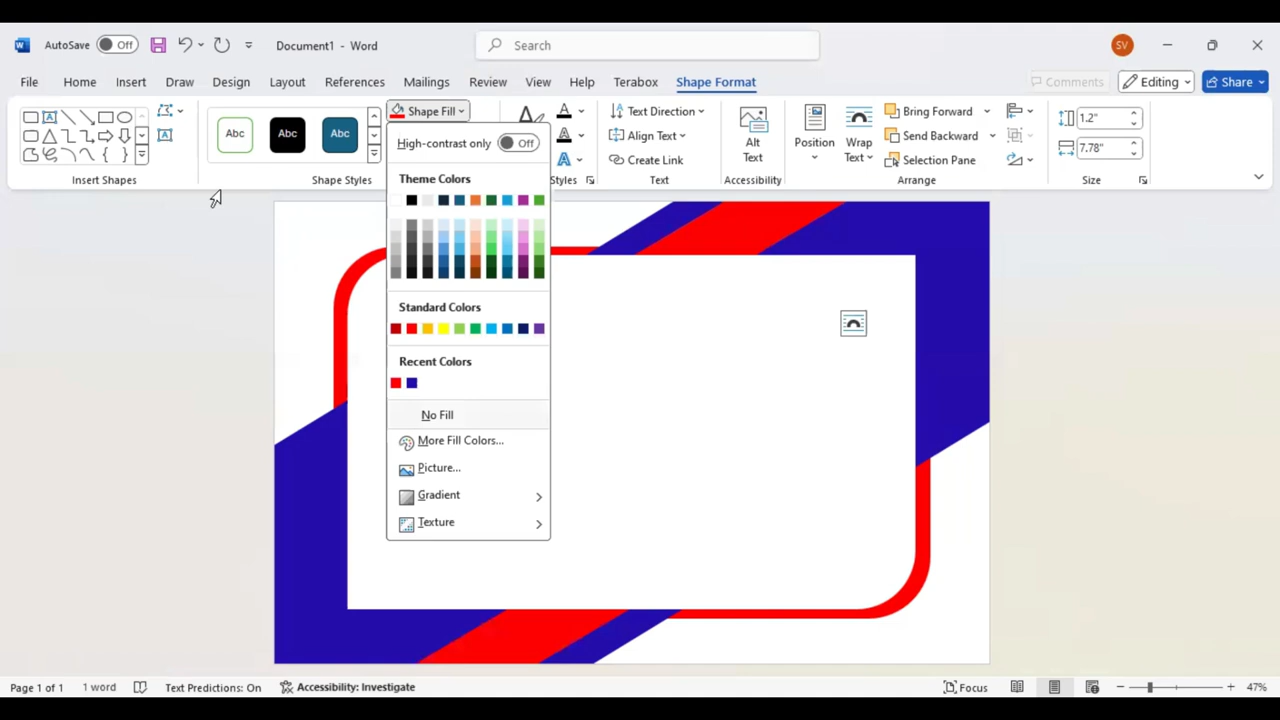 AutoSave Off Document1 - Word Search SV
File Home Insert Draw Design Layout References Mailings Review View Help Terabox Shape Format Comments Editing Share
Abc Abc Abc
Shape Fill
Text Direction
Align Text
Create Link
Alt Text
Position
Wrap Text
Bring Forward
Send Backward
Selection Pane
1.2"
7.78"
Insert Shapes Shape Styles Styles Text Accessibility Arrange Size
High-contrast only Off
Theme Colors
Standard Colors
Recent Colors
No Fill
More Fill Colors...
Picture...
Gradient
Texture
Page 1 of 1 1 word Text Predictions: On Accessibility: Investigate Focus 47%